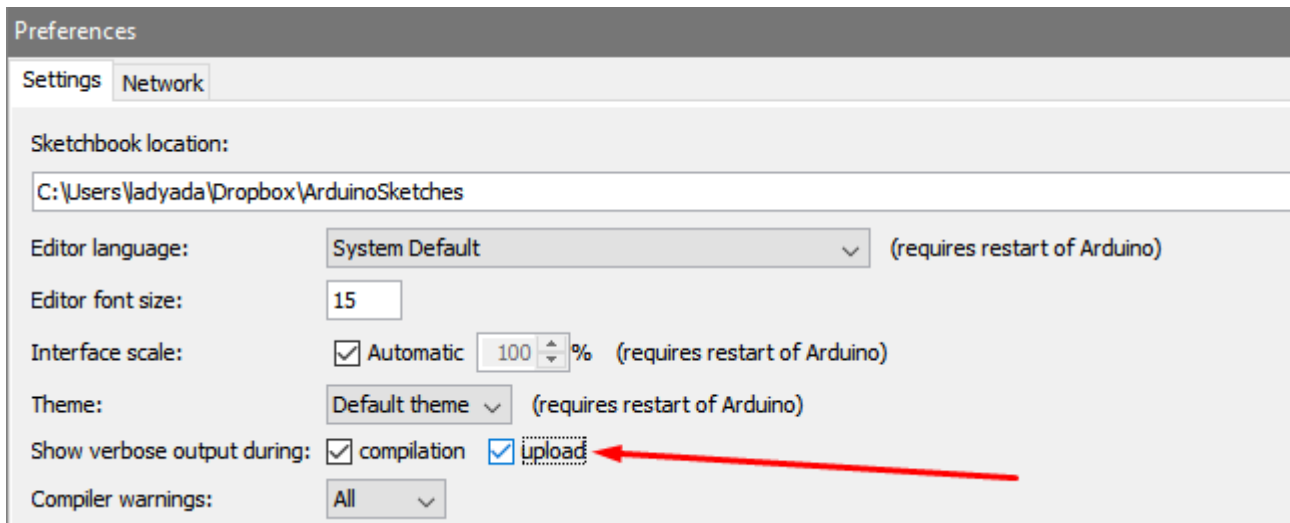 Preferences
Settings Network
Sketchbook location:
C:\Users\ladyada\Dropbox\ArduinoSketches
Editor language: System Default (requires restart of Arduino)
Editor font size: 15
Interface scale: Automatic 100 % (requires restart of Arduino)
Theme: Default theme (requires restart of Arduino)
Show verbose output during: compilation upload
Compiler warnings: All